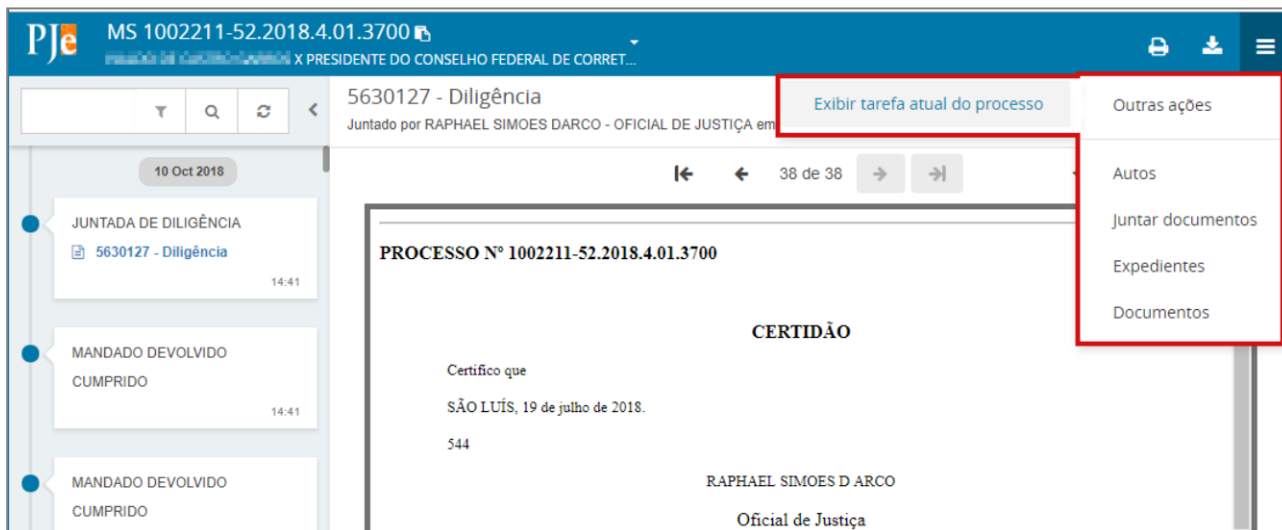 PJe
MS 1002211-52.2018.4.01.3700
X PRESIDENTE DO CONSELHO FEDERAL DE CORRET...
5630127 - Diligência
Juntado por RAPHAEL SIMOES DARCO - OFICIAL DE JUSTIÇA em
Exibir tarefa atual do processo
Outras ações
Autos
Juntar documentos
Expedientes
Documentos
10 Oct 2018
JUNTADA DE DILIGÊNCIA
5630127 - Diligência
14:41
MANDADO DEVOLVIDO
CUMPRIDO
14:41
MANDADO DEVOLVIDO
CUMPRIDO
38 de 38
PROCESSO Nº 1002211-52.2018.4.01.3700
CERTIDÃO
Certifico que
SÃO LUÍS, 19 de julho de 2018.
544
RAPHAEL SIMOES D ARCO
Oficial de Justiça